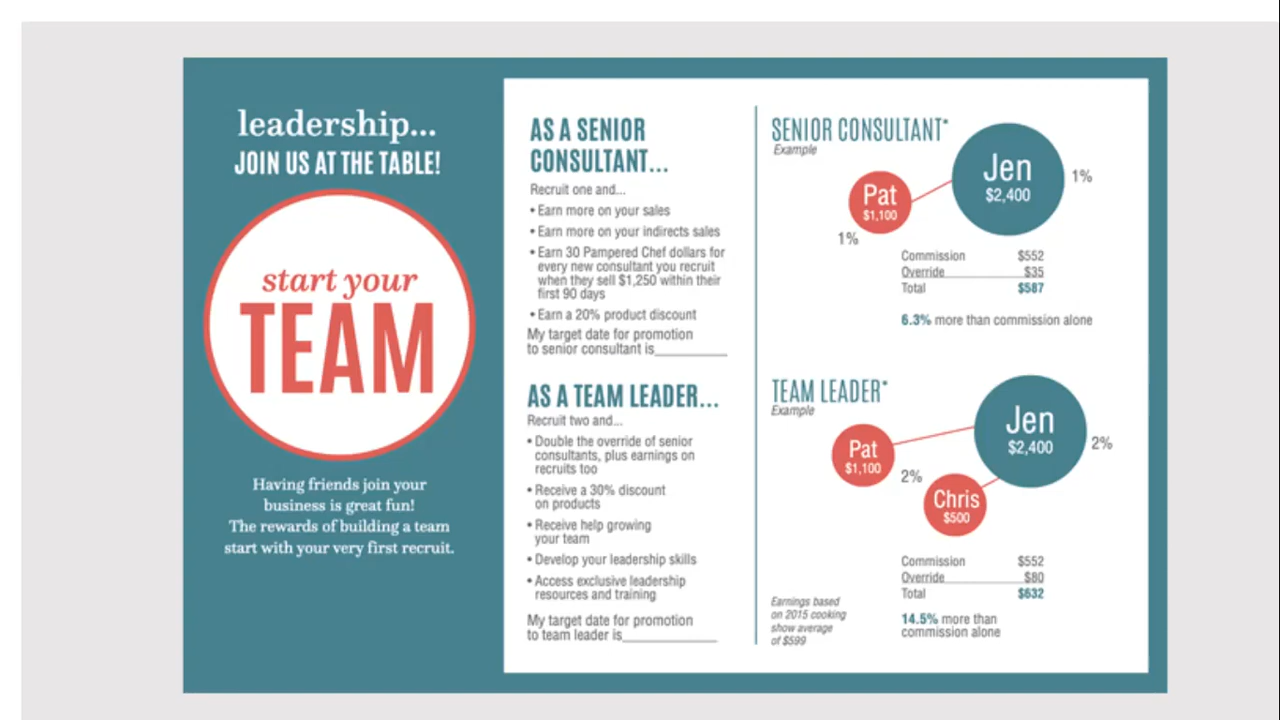 leadership...
JOIN US AT THE TABLE!
start your
TEAM
Having friends join your
business is great fun!
The rewards of building a team
start with your very first recruit.
AS A SENIOR
CONSULTANT...
Recruit one and...
• Earn more on your sales
• Earn more on your indirects sales
• Earn 30 Pampered Chef dollars for
every new consultant you recruit
when they sell $1,250 within their
first 90 days
• Earn a 20% product discount
My target date for promotion
to senior consultant is___________
AS A TEAM LEADER...
Recruit two and...
• Double the override of senior
consultants, plus earnings on
recruits too
• Receive a 30% discount
on products
• Receive help growing
your team
• Develop your leadership skills
• Access exclusive leadership
resources and training
My target date for promotion
to team leader is______________
SENIOR CONSULTANT*
Example
Jen
$2,400
1%
Pat
$1,100
1%
Commission $552
Override $35
Total $587
6.3% more than commission alone
TEAM LEADER*
Example
Jen
$2,400
2%
Pat
$1,100
2%
Chris
$500
Commission $552
Override $80
Total $632
14.5% more than
commission alone
Earnings based
on 2015 cooking
show average
of $599